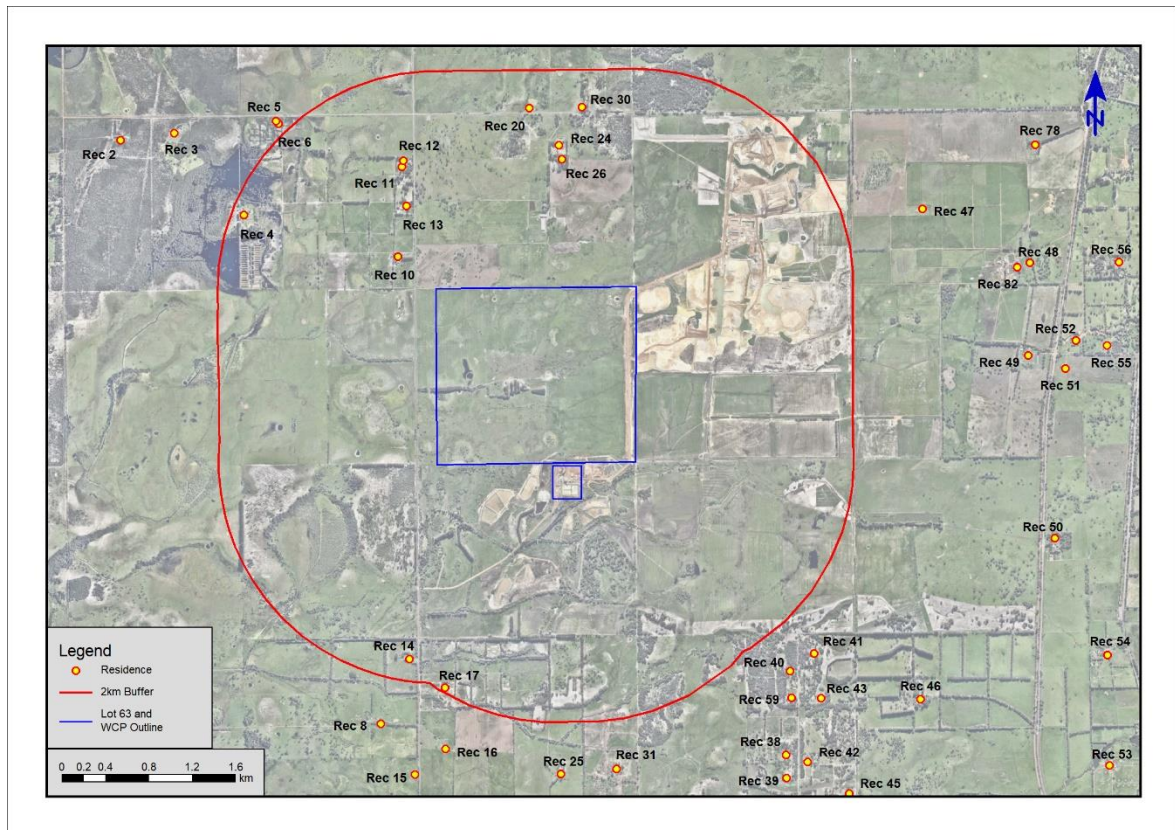 Rec 5
Rec 30
Rec 20
N
Rec 2
Rec 3
Rec 6
Rec 24
Rec 78
Rec 12
Rec 11
Rec 26
Rec 4
Rec 13
Rec 47
Rec 10
Rec 48
Rec 56
Rec 82
Rec 52
Rec 49
Rec 55
Rec 51
Rec 50
Rec 14
Rec 41
Rec 54
Rec 40
Rec 17
Rec 59
Rec 43
Rec 46
Rec 8
Rec 16
Rec 38
Rec 42
Rec 15
Rec 25
Rec 31
Rec 39
Rec 53
Rec 45
Legend
Residence
2km Buffer
Lot 63 and
WCP Outline
0 0.2 0.4 0.8 1.2 1.6
km